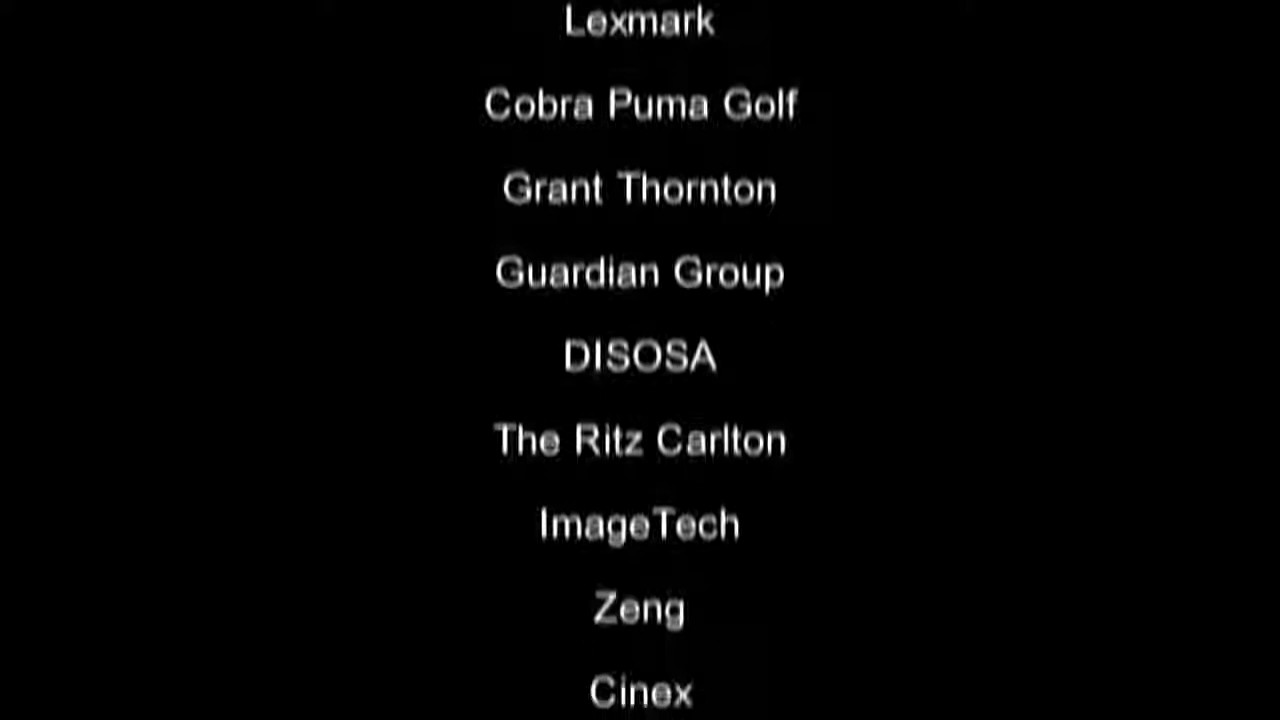 Lexmark
Cobra Puma Golf
Grant Thornton
Guardian Group
DISOSA
The Ritz Carlton
ImageTech
Zeng
Cinex